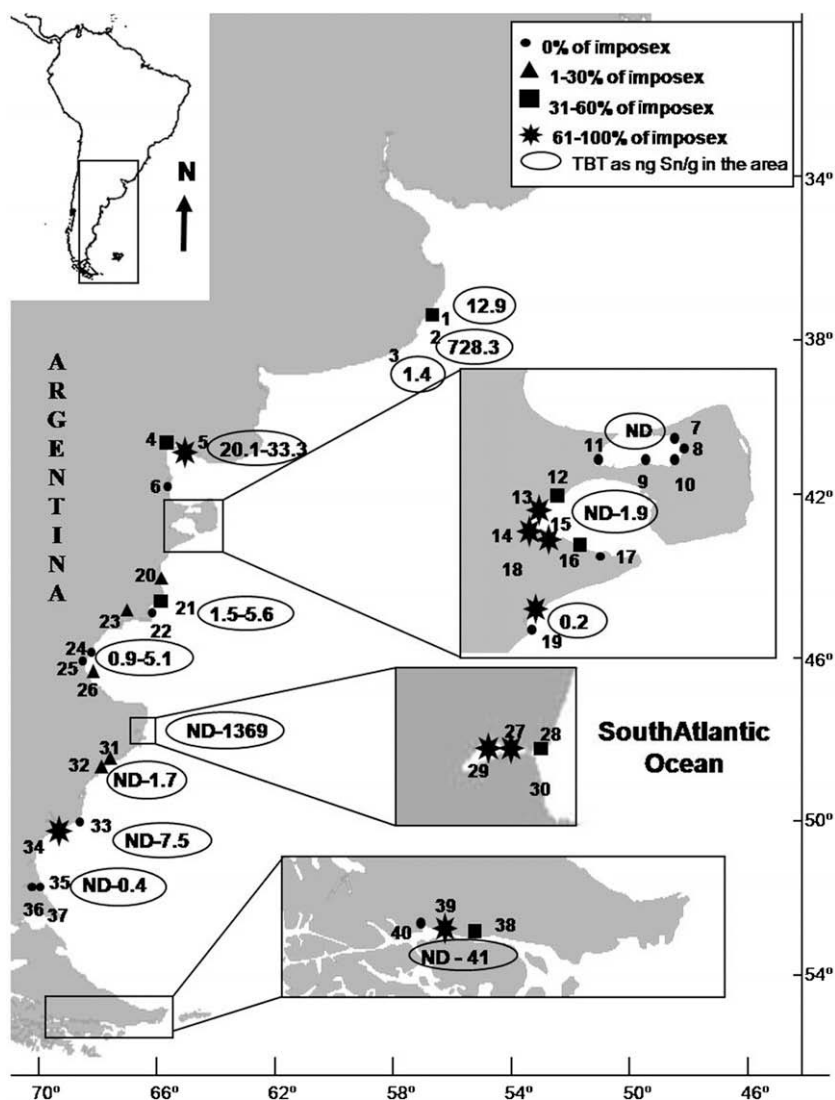 0% of imposex
1-30% of imposex
31-60% of imposex
61-100% of imposex
TBT as ng Sn/g in the area
N
34º
38º
42º
46º
50º
54º
ARGENTINA
1
12.9
2
728.3
3
1.4
4
5
20.1-33.3
6
ND
7
8
11
9
10
12
13
ND-1.9
15
14
16
17
18
0.2
19
20
21
1.5-5.6
23
22
24
0.9-5.1
25
26
ND-1369
27
28
29
30
SouthAtlantic
Ocean
31
32
ND-1.7
33
ND-7.5
34
35
ND-0.4
36
37
39
40
38
ND - 41
70º
66º
62º
58º
54º
50º
46º